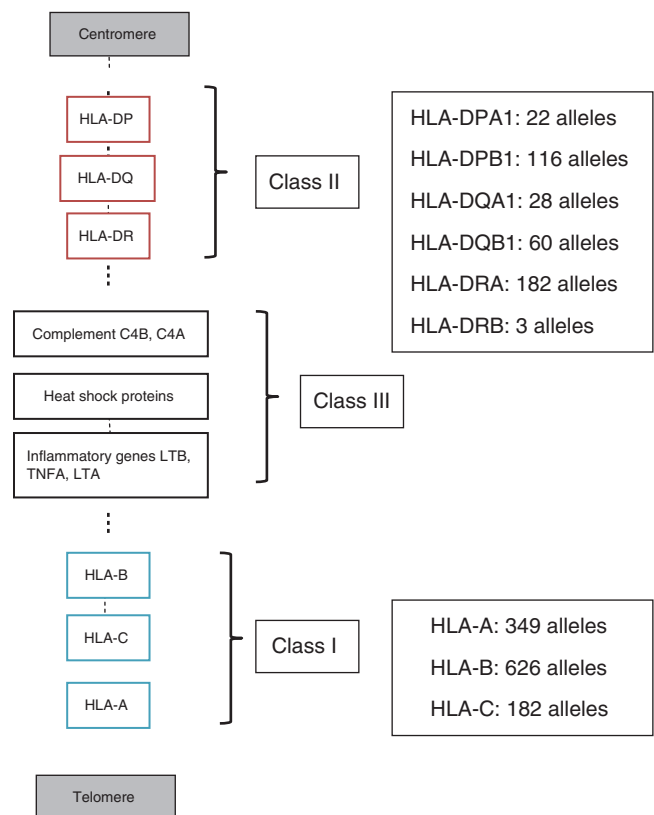 Centromere
HLA-DP
HLA-DQ
HLA-DR
Class II
HLA-DPA1: 22 alleles
HLA-DPB1: 116 alleles
HLA-DQA1: 28 alleles
HLA-DQB1: 60 alleles
HLA-DRA: 182 alleles
HLA-DRB: 3 alleles
Complement C4B, C4A
Heat shock proteins
Inflammatory genes LTB,
TNFA, LTA
Class III
HLA-B
HLA-C
HLA-A
Class I
HLA-A: 349 alleles
HLA-B: 626 alleles
HLA-C: 182 alleles
Telomere